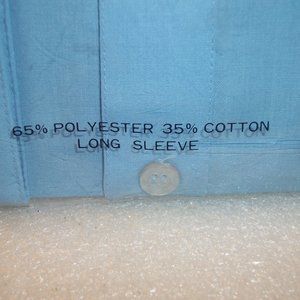 65% POLYESTER 35% COTTON
LONG SLEEVE